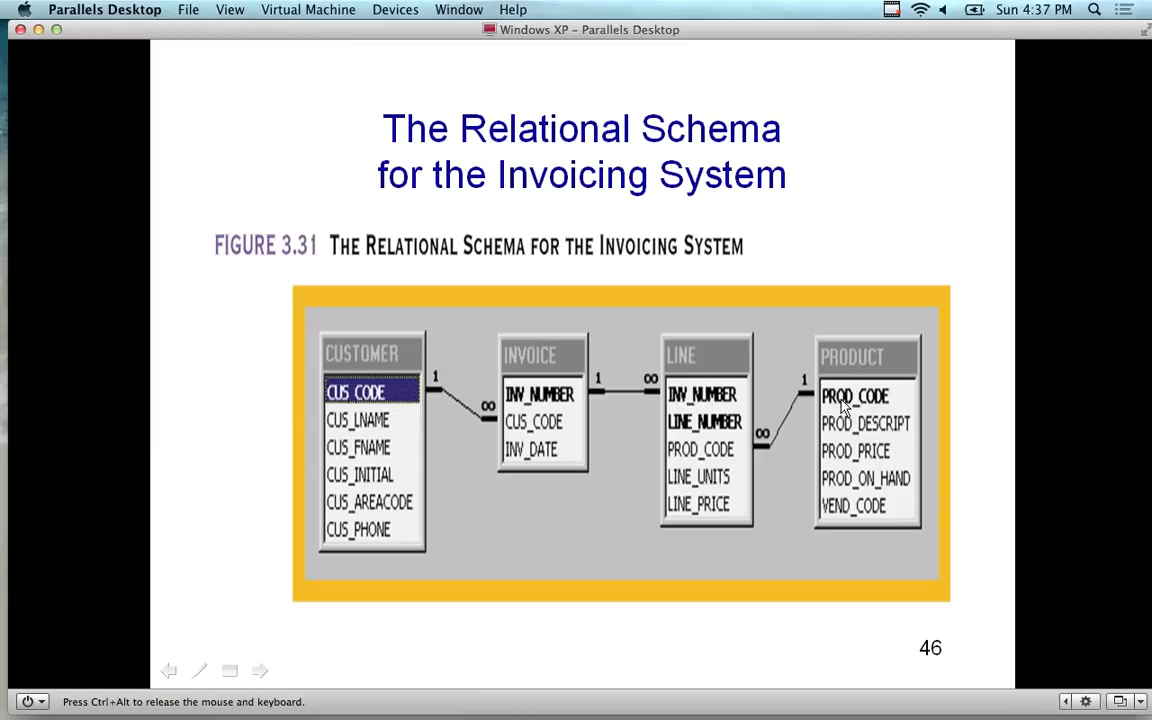 Parallels Desktop File View Virtual Machine Devices Window Help Sun 4:37 PM
Windows XP - Parallels Desktop
The Relational Schema
for the Invoicing System
FIGURE 3.31 THE RELATIONAL SCHEMA FOR THE INVOICING SYSTEM
CUSTOMER
CUS_CODE
CUS_LNAME
CUS_FNAME
CUS_INITIAL
CUS_AREACODE
CUS_PHONE
1
∞
INVOICE
INV_NUMBER
CUS_CODE
INV_DATE
1
∞
LINE
INV_NUMBER
LINE_NUMBER
PROD_CODE
LINE_UNITS
LINE_PRICE
∞
1
PRODUCT
PROD_CODE
PROD_DESCRIPT
PROD_PRICE
PROD_ON_HAND
VEND_CODE
46
Press Ctrl+Alt to release the mouse and keyboard.